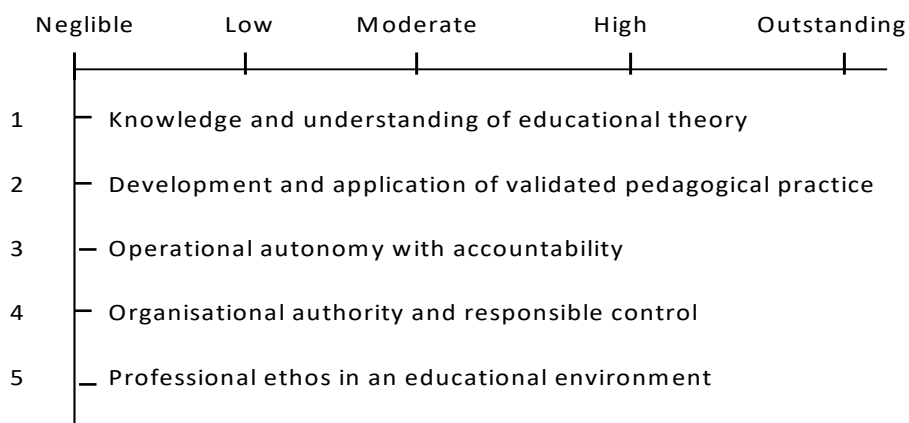 Neglible Low Moderate High Outstanding
1 Knowledge and understanding of educational theory
2 Development and application of validated pedagogical practice
3 Operational autonomy with accountability
4 Organisational authority and responsible control
5 Professional ethos in an educational environment